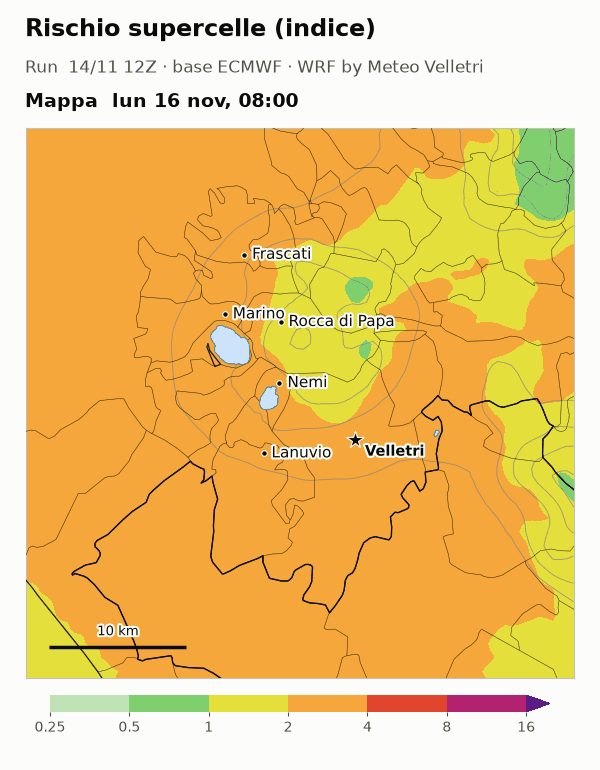 Rischio supercelle (indice)
Run  14/11 12Z · base ECMWF · WRF by Meteo Velletri
Mappa  lun 16 nov, 08:00
Frascati
Marino
Rocca di Papa
Nemi
Velletri
Lanuvio
10 km
0.25 0.5 1 2 4 8 16